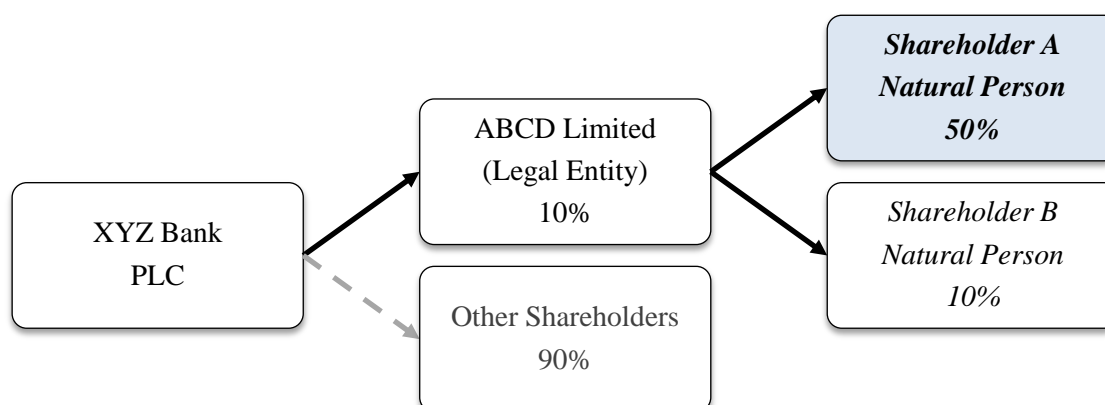 XYZ Bank
PLC
ABCD Limited
(Legal Entity)
10%
Other Shareholders
90%
Shareholder A
Natural Person
50%
Shareholder B
Natural Person
10%